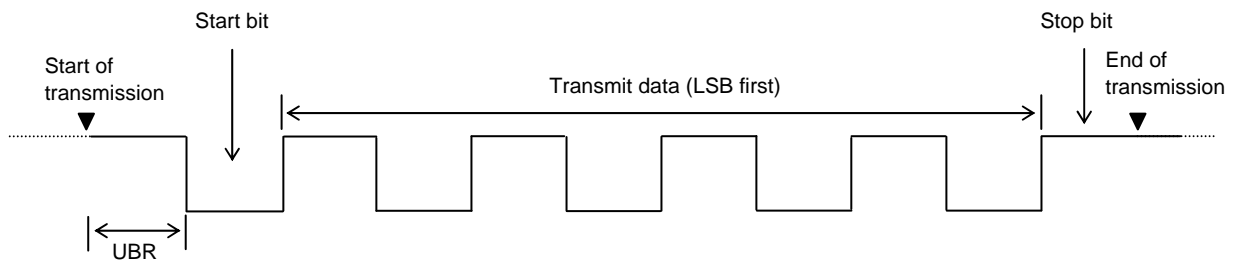 Start bit
Stop bit
Start of
transmission
End of
transmission
Transmit data (LSB first)
UBR